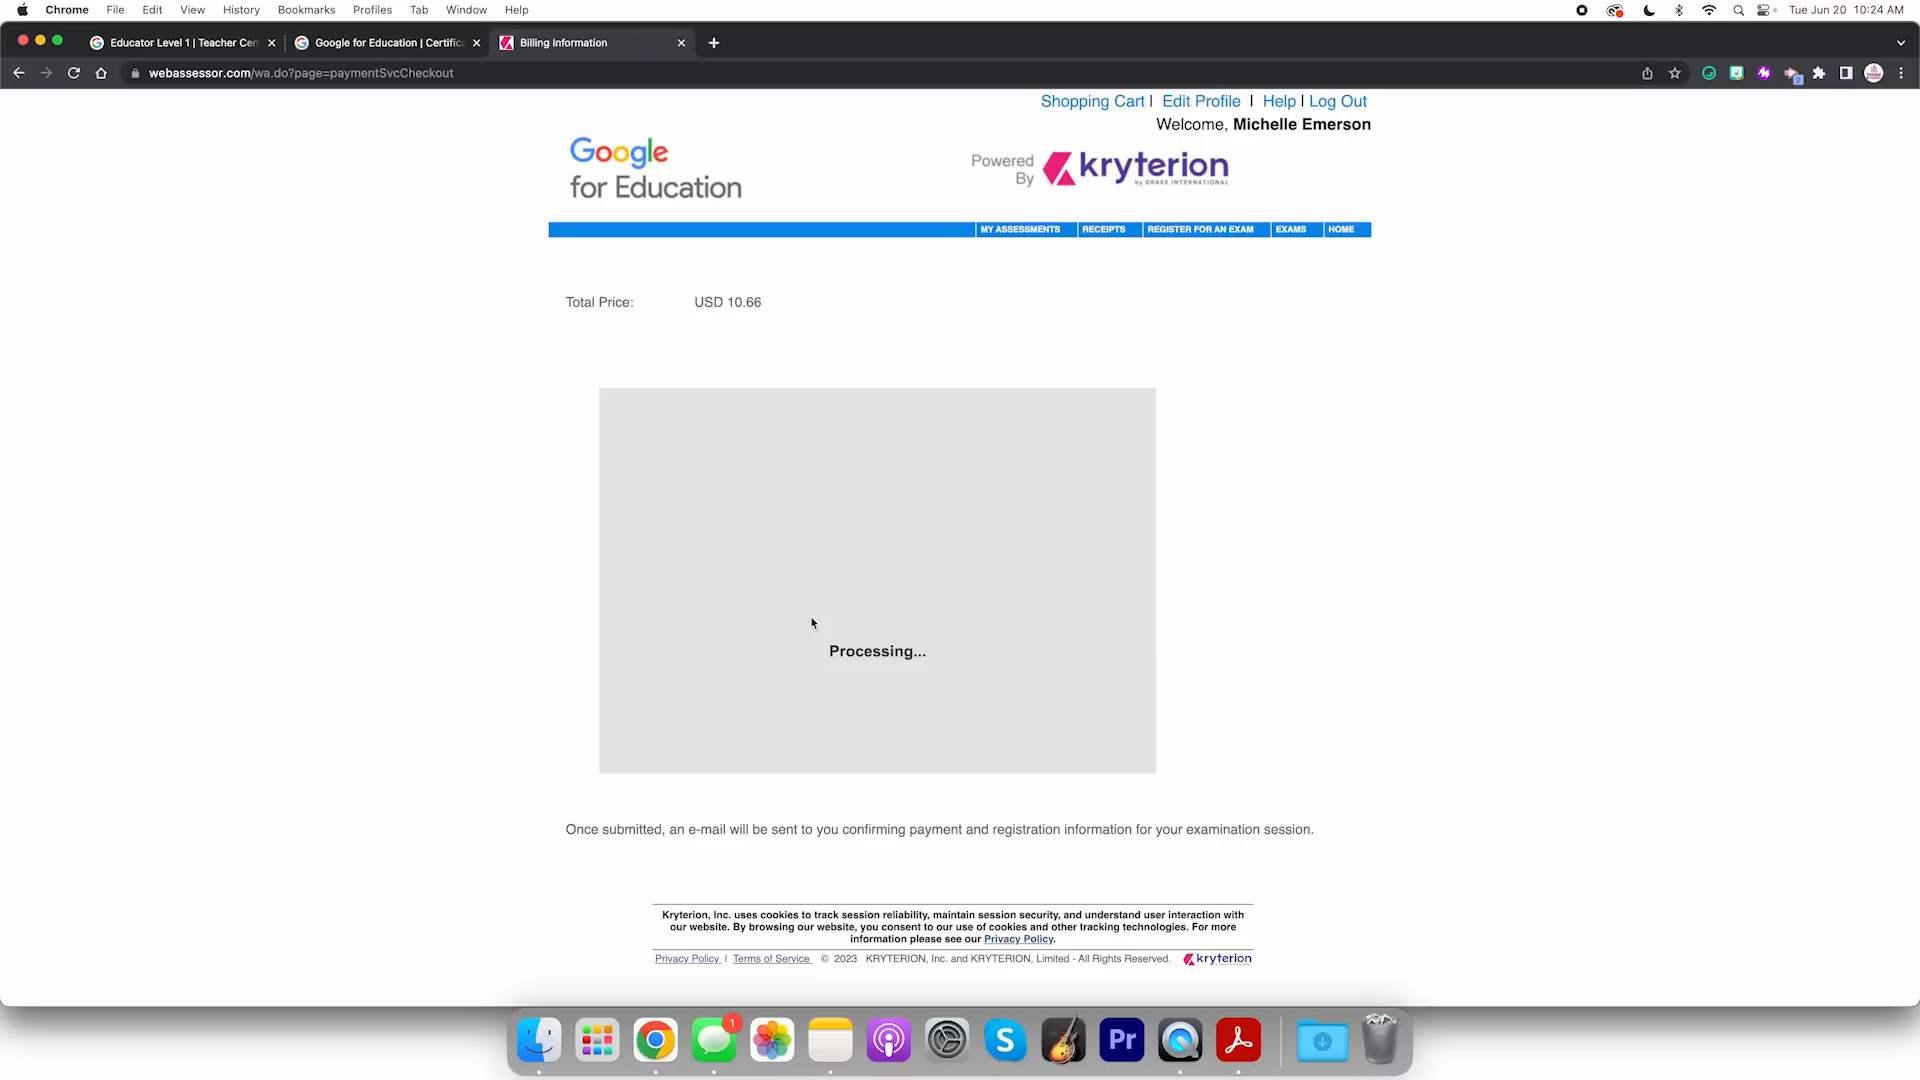 Chrome File Edit View History Bookmarks Profiles Tab Window Help Tue Jun 20 10:24 AM
Educator Level 1 | Teacher Cen Google for Education | Certific Billing Information
webassessor.com/wa.do?page=paymentSvcCheckout
Shopping Cart | Edit Profile | Help | Log Out
Welcome, Michelle Emerson
Google
for Education
Powered
By
kryterion
by DRAKE INTERNATIONAL
MY ASSESSMENTS RECEIPTS REGISTER FOR AN EXAM EXAMS HOME
Total Price: USD 10.66
Processing...
Once submitted, an e-mail will be sent to you confirming payment and registration information for your examination session.
Kryterion, Inc. uses cookies to track session reliability, maintain session security, and understand user interaction with
our website. By browsing our website, you consent to our use of cookies and other tracking technologies. For more
information please see our Privacy Policy.
Privacy Policy | Terms of Service © 2023 KRYTERION, Inc. and KRYTERION, Limited - All Rights Reserved. kryterion
1
S
Pr